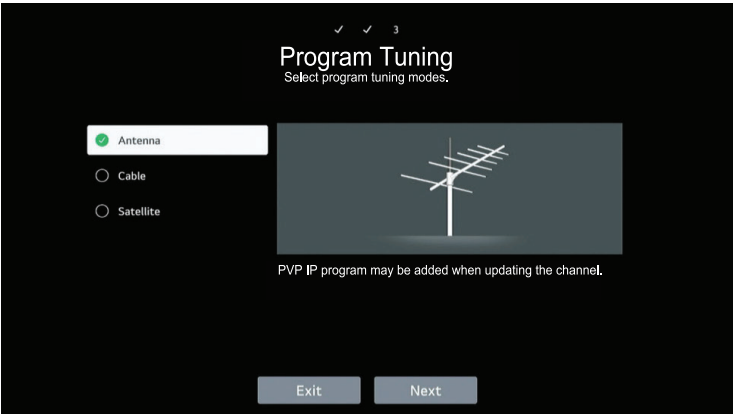 3
Program Tuning
Select program tuning modes.
Antenna
Cable
Satellite
PVP IP program may be added when updating the channel.
Exit
Next